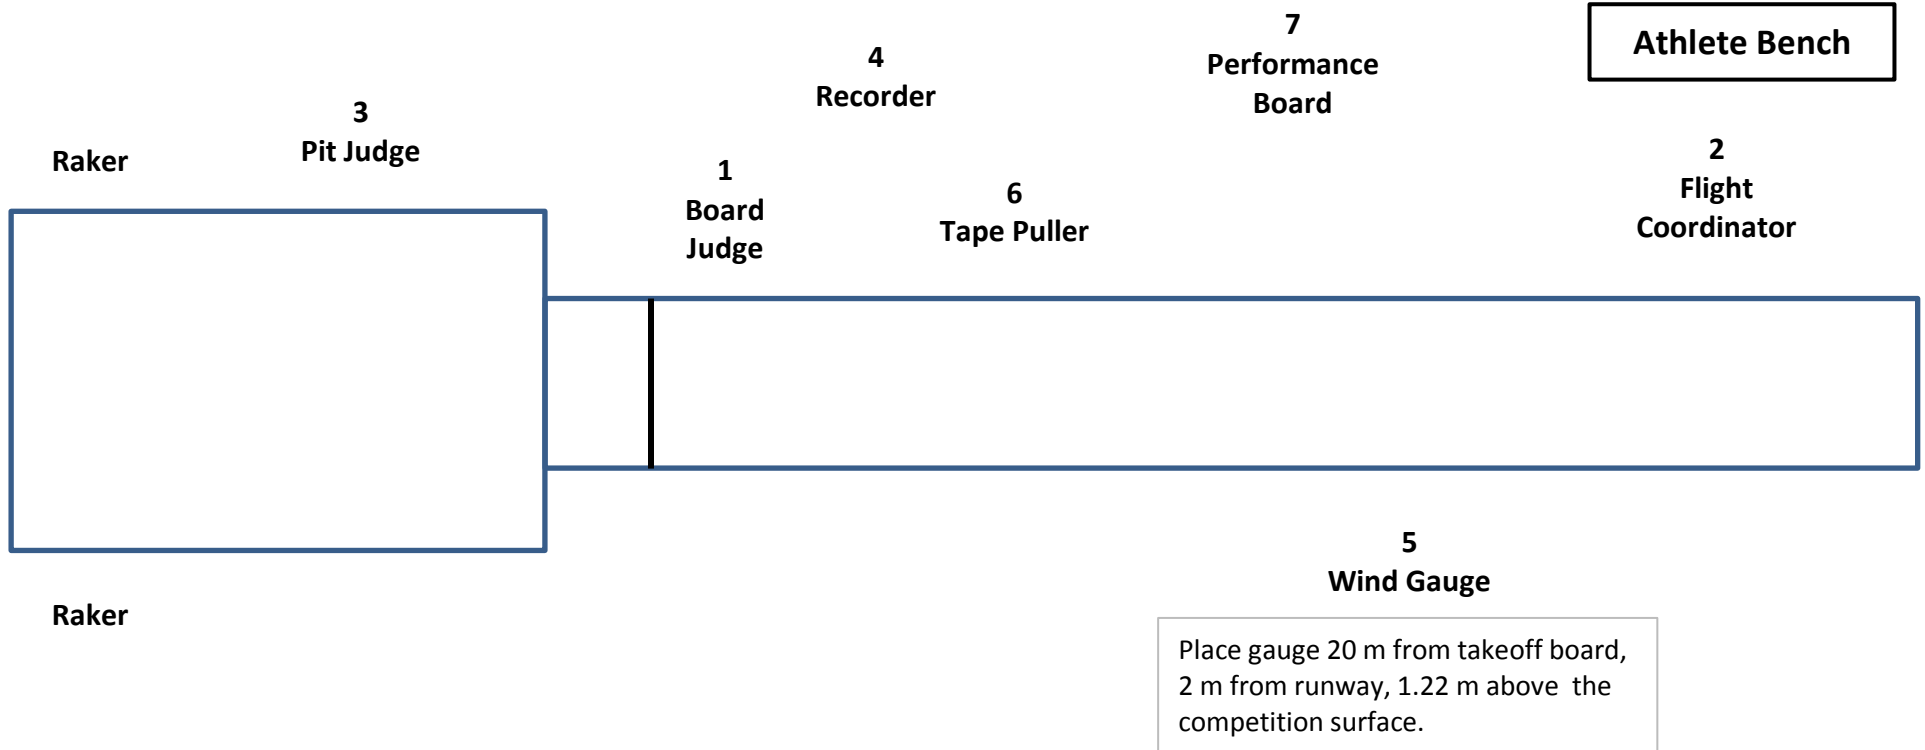 7
Performance
Board
Athlete Bench
4
Recorder
3
Pit Judge
Raker
1
Board
Judge
6
Tape Puller
2
Flight
Coordinator
5
Wind Gauge
Raker
Place gauge 20 m from takeoff board,
2 m from runway, 1.22 m above  the
competition surface.